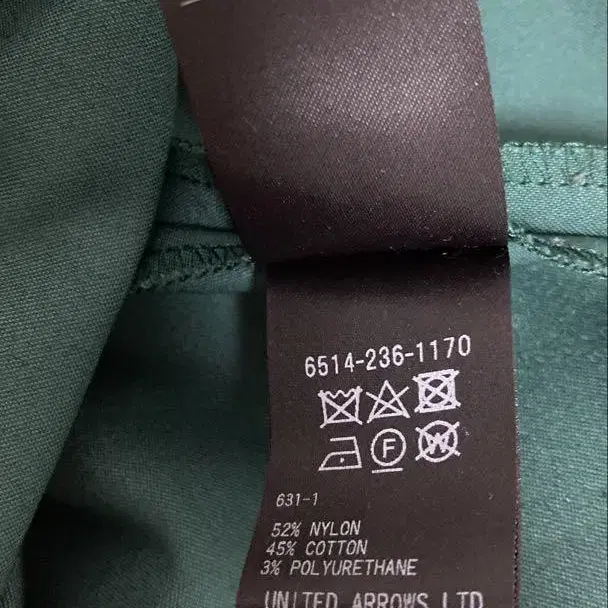 6514-236-1170
F W
631-1
52% NYLON
45% COTTON
3% POLYURETHANE
UNITED ARROWS LTD